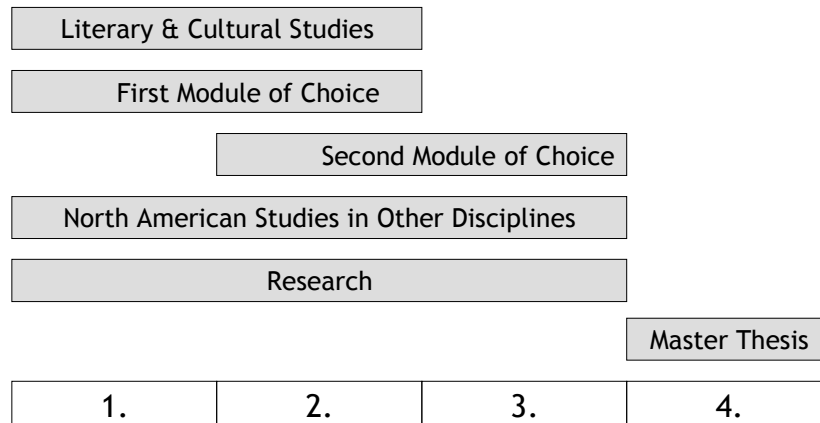 Literary & Cultural Studies
First Module of Choice
Second Module of Choice
North American Studies in Other Disciplines
Research
Master Thesis
1. 2. 3. 4.